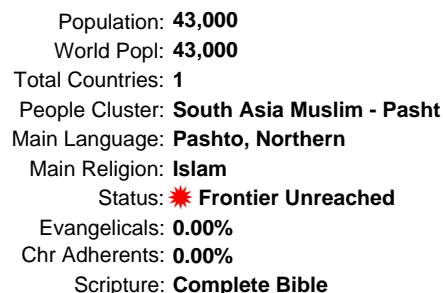 Population: 43,000
World Popl: 43,000
Total Countries: 1
People Cluster: South Asia Muslim - Pasht
Main Language: Pashto, Northern
Main Religion: Islam
Status: Frontier Unreached
Evangelicals: 0.00%
Chr Adherents: 0.00%
Scripture: Complete Bible